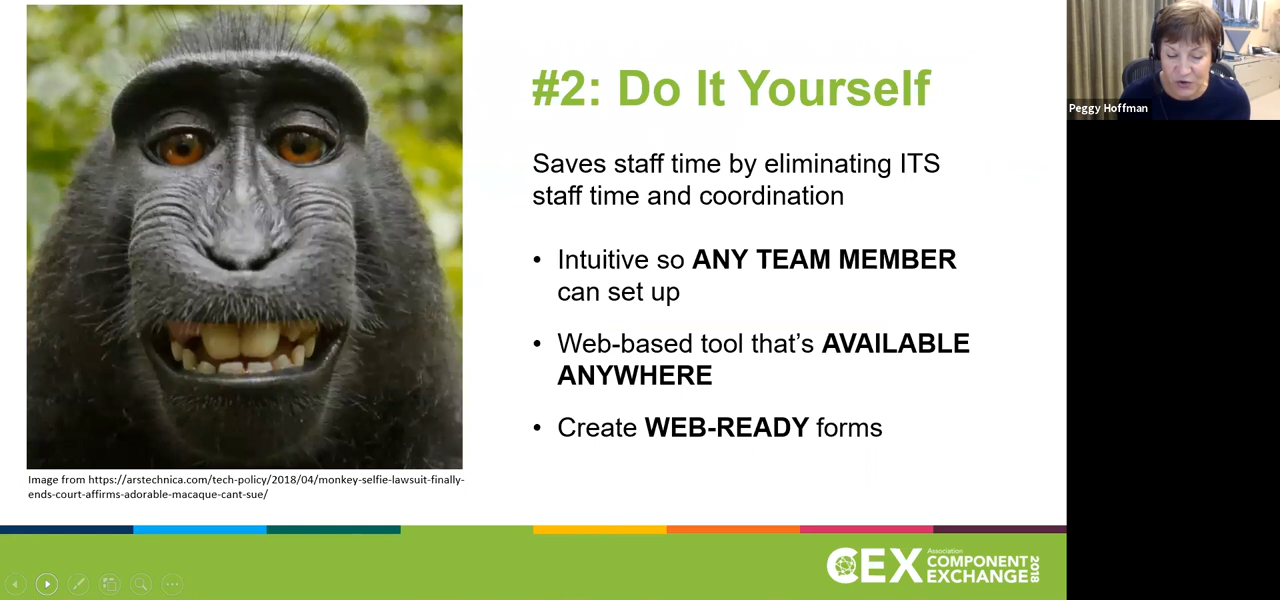 #2: Do It Yourself
Saves staff time by eliminating ITS
staff time and coordination
• Intuitive so ANY TEAM MEMBER
can set up
• Web-based tool that’s AVAILABLE
ANYWHERE
• Create WEB-READY forms
Image from https://arstechnica.com/tech-policy/2018/04/monkey-selfie-lawsuit-finally-
ends-court-affirms-adorable-macaque-cant-sue/
CEX
Association
COMPONENT
EXCHANGE
2018
Peggy Hoffman